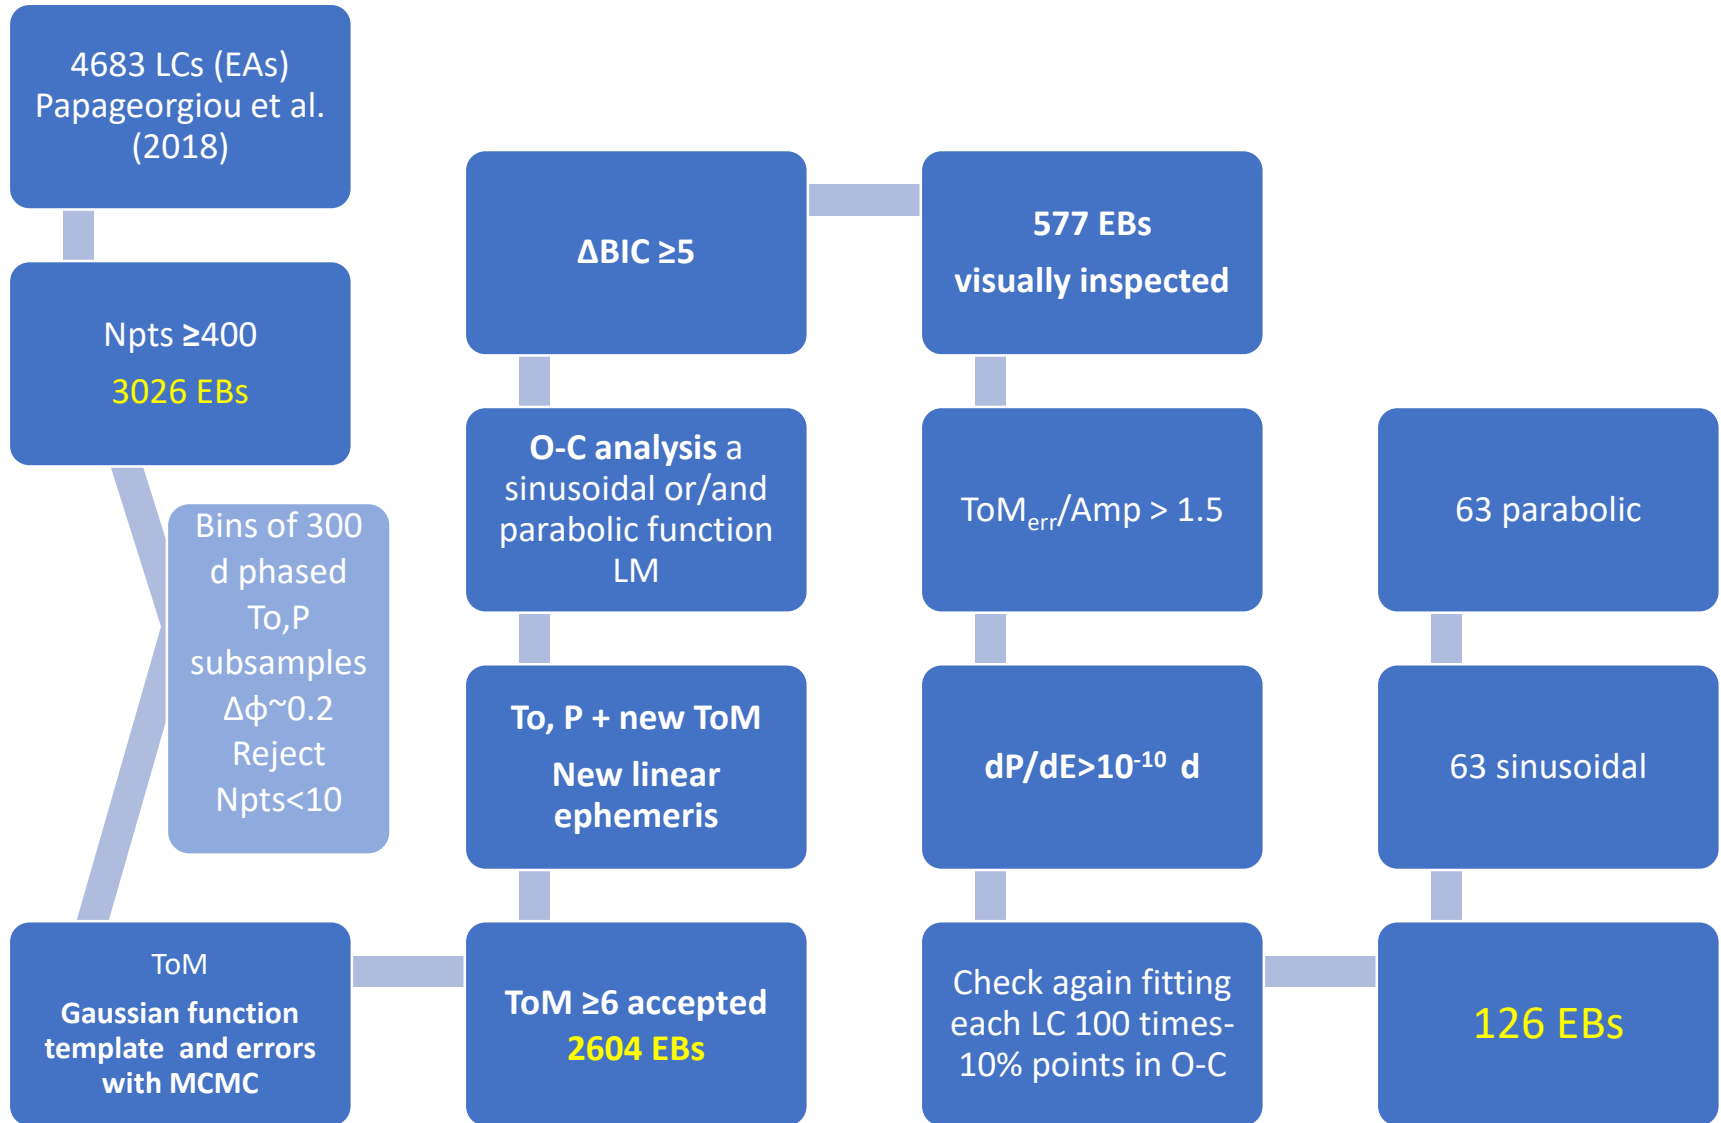 4683 LCs (EAs)
Papageorgiou et al.
(2018)
Npts ≥400
3026 EBs
Bins of 300
d phased
To,P
subsamples
Δφ~0.2
Reject
Npts<10
ToM
Gaussian function
template and errors
with MCMC
ToM ≥6 accepted
2604 EBs
To, P + new ToM
New linear
ephemeris
O-C analysis a
sinusoidal or/and
parabolic function
LM
ΔBIC ≥5
577 EBs
visually inspected
ToMerr/Amp > 1.5
dP/dE>10-10 d
Check again fitting
each LC 100 times-
10% points in O-C
126 EBs
63 sinusoidal
63 parabolic